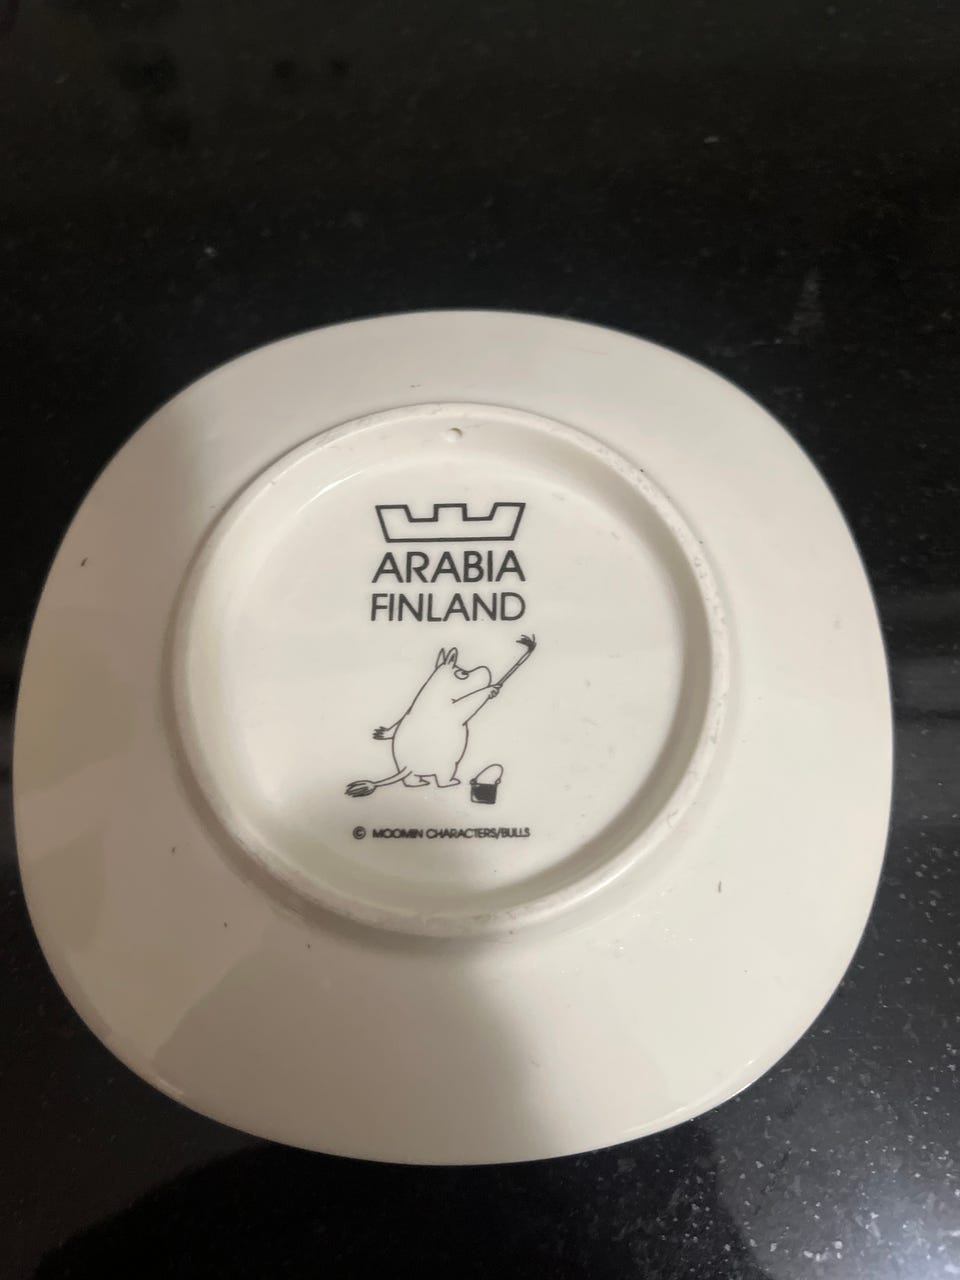 ARABIA
FINLAND
© MOOMIN CHARACTERS/BULLS